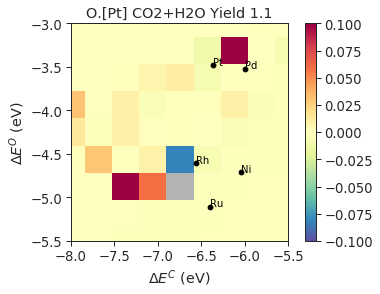 O.[Pt] CO2+H2O Yield 1.1
ΔE^O (eV)
−3.0
−3.5
−4.0
−4.5
−5.0
−5.5
Pt
Pd
Rh
Ni
Ru
−8.0 −7.5 −7.0 −6.5 −6.0 −5.5
ΔE^C (eV)
0.100
0.075
0.050
0.025
0.000
−0.025
−0.050
−0.075
−0.100